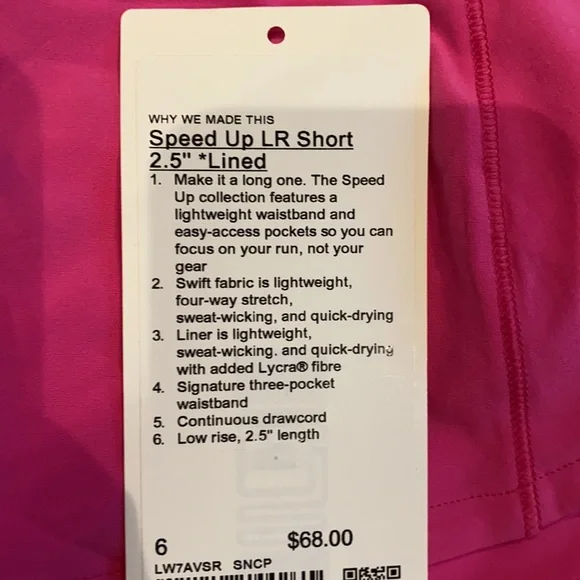 WHY WE MADE THIS
Speed Up LR Short
2.5" *Lined
1. Make it a long one. The Speed
Up collection features a
lightweight waistband and
easy-access pockets so you can
focus on your run, not your
gear
2. Swift fabric is lightweight,
four-way stretch,
sweat-wicking, and quick-drying
3. Liner is lightweight,
sweat-wicking, and quick-drying
with added Lycra® fibre
4. Signature three-pocket
waistband
5. Continuous drawcord
6. Low rise, 2.5" length
6 $68.00
LW7AVSR SNCP